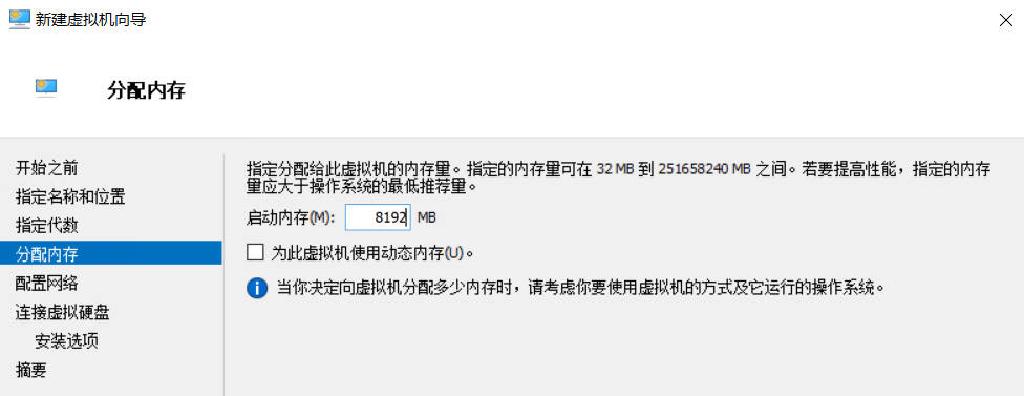 新建虚拟机向导
分配内存
开始之前
指定名称和位置
指定代数
分配内存
配置网络
连接虚拟硬盘
安装选项
摘要
指定分配给此虚拟机的内存量。指定的内存量可在 32 MB 到 251658240 MB 之间。若要提高性能，指定的内存
量应大于操作系统的最低推荐量。
启动内存(M): 8192 MB
为此虚拟机使用动态内存(U)。
当你决定向虚拟机分配多少内存时，请考虑你要使用虚拟机的方式及它运行的操作系统。